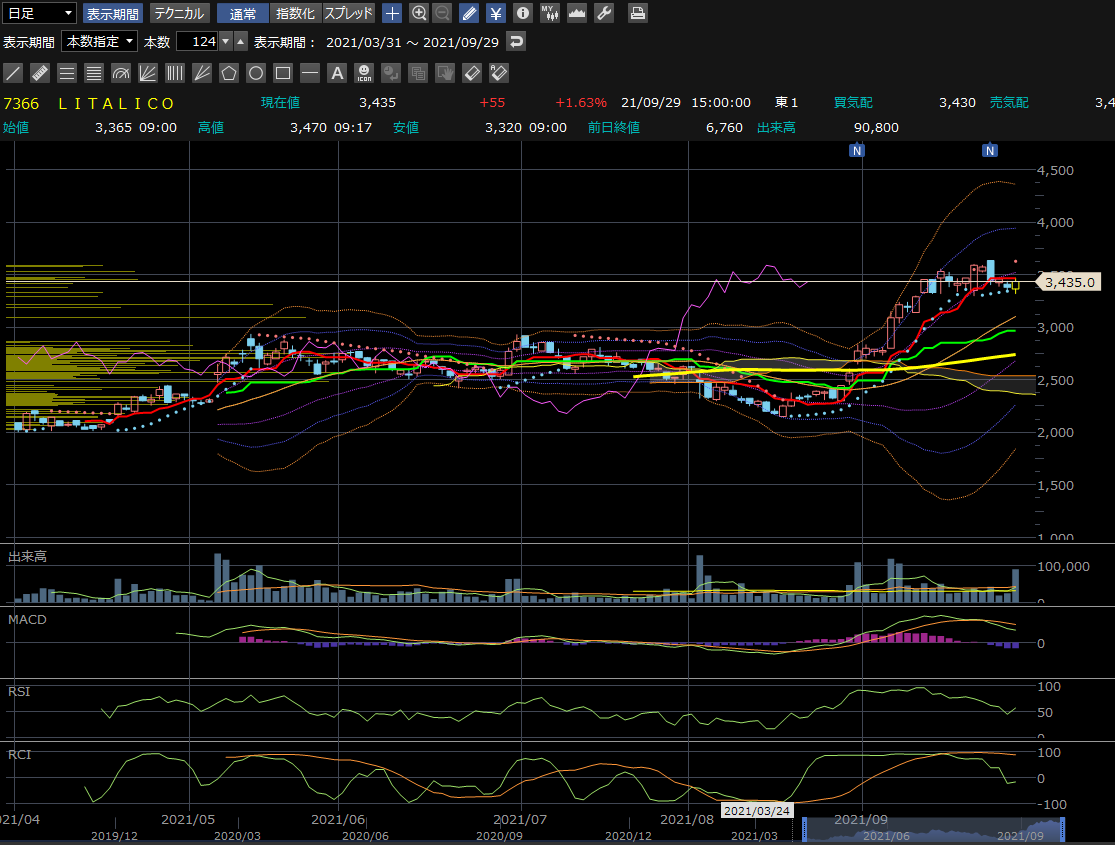 日足 表示期間 テクニカル 通常 指数化 スプレッド ¥ MY
表示期間 本数指定 本数 124 表示期間： 2021/03/31 ～ 2021/09/29
A ICON A
7366 ＬＩＴＡＬＩＣＯ 現在値 3,435 +55 +1.63% 21/09/29 15:00:00 東1 買気配 3,430 売気配 3,4
始値 3,365 09:00 高値 3,470 09:17 安値 3,320 09:00 前日終値 6,760 出来高 90,800
N N
4,500
4,000
3,435.0
3,000
2,500
2,000
1,500
1,000
出来高
100,000
0
MACD
0
RSI
100
50
0
RCI
100
0
-100
2021/03/24
21/04 2021/05 2021/06 2021/07 2021/08 2021/09
2019/12 2020/03 2020/06 2020/09 2020/12 2021/03 2021/06 2021/09